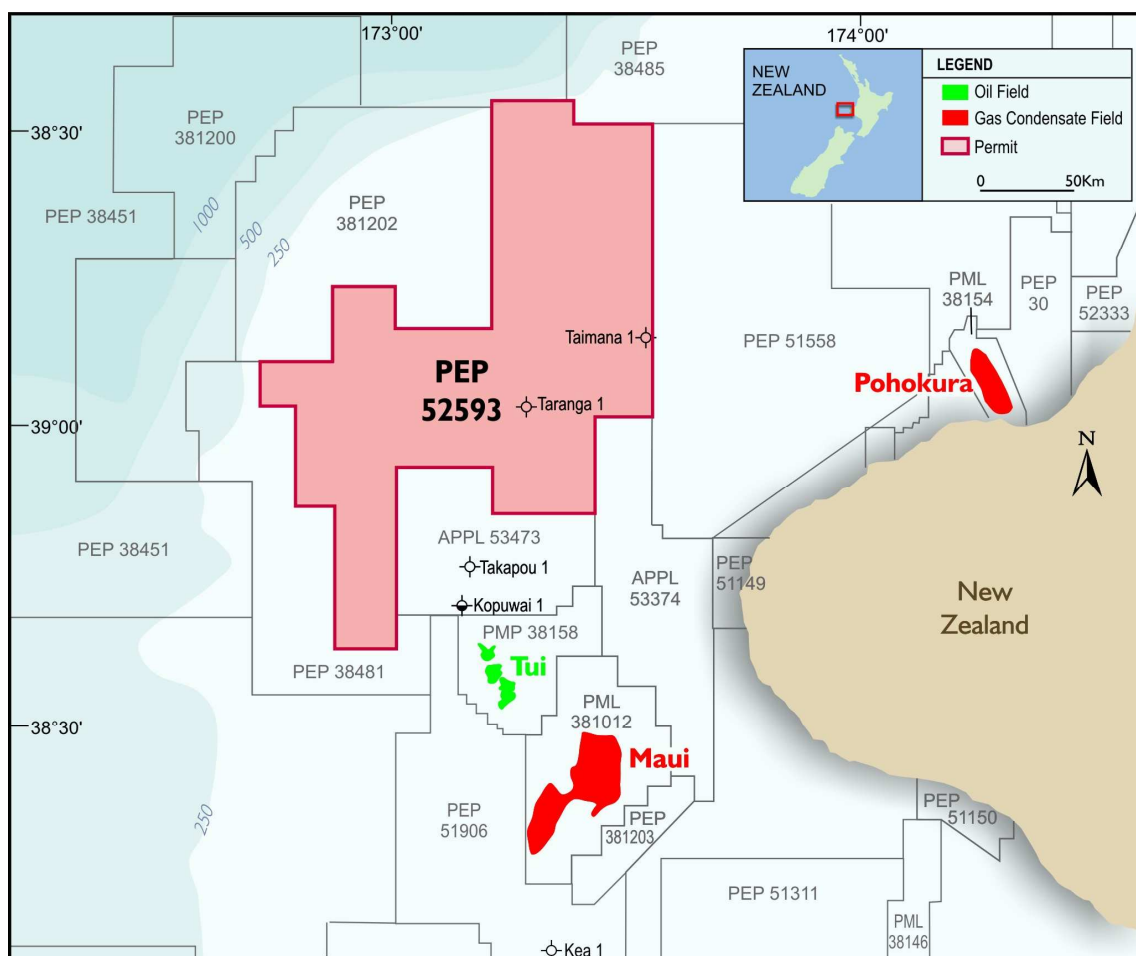 173°00'
174°00'
PEP
38485
NEW
ZEALAND
LEGEND
Oil Field
Gas Condensate Field
Permit
0 50Km
38°30'
PEP
381200
PEP 38451
1000
500
250
PEP
381202
PML
38154
PEP
30
PEP
52333
Taimana 1
PEP 51558
Pohokura
PEP
52593
Taranga 1
39°00'
N
PEP 38451
APPL 53473
Takapou 1
APPL
53374
PEP
51149
Kopuwai 1
New
Zealand
PMP 38158
Tui
PEP 38481
PML
381012
38°30'
Maui
250
PEP
51906
PEP
381203
PEP
51150
PEP 51311
PML
38146
Kea 1